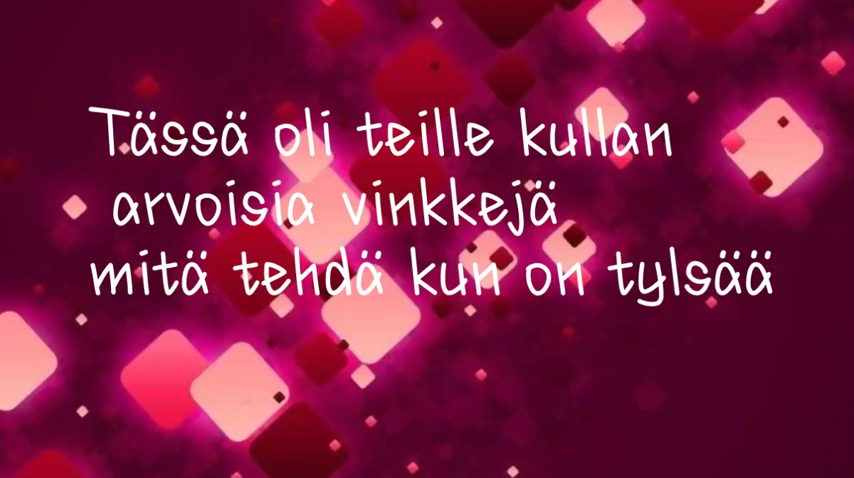 Tässä oli teille kullan
arvoisia vinkkejä
mitä tehdä kun on tylsää